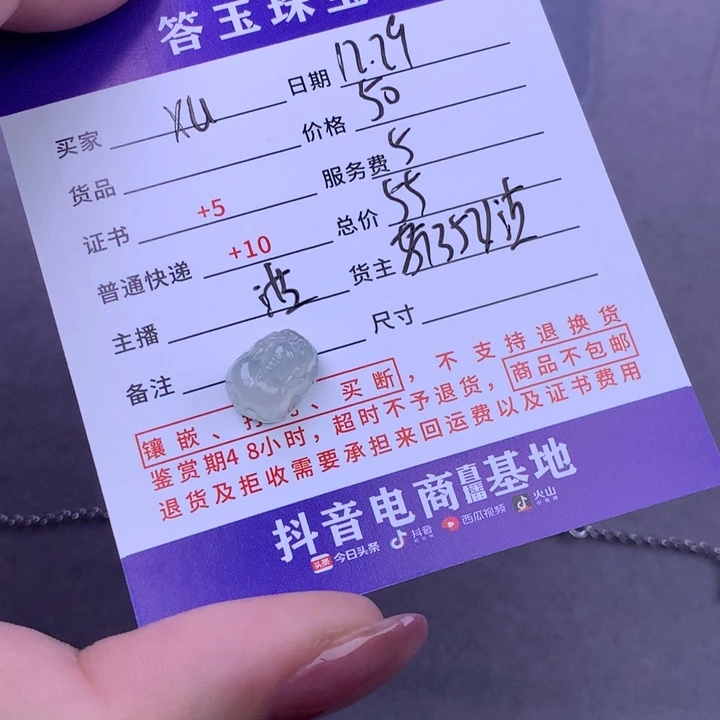 答玉珠宝
买家 XU 日期 12.29
货品 价格 50
证书 +5 服务费 5
普通快递 +10 总价 55
主播 货主
备注 尺寸
镶嵌、 、买断,不支持退换货
鉴赏期48小时,超时不予退货,商品不包邮
退货及拒收需要承担来回运费以及证书费用
抖音电商直播基地
头条 今日头条 抖音 西瓜视频 火山